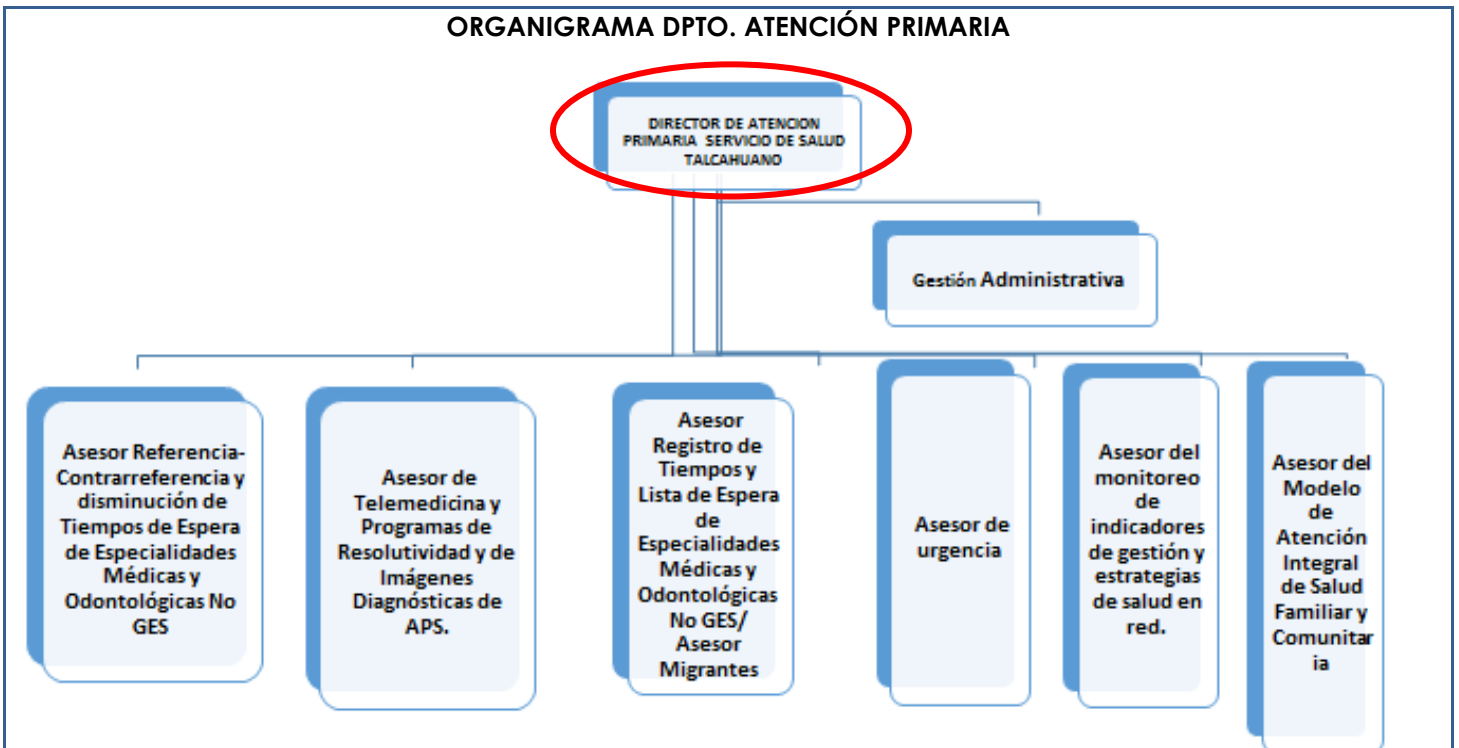 ORGANIGRAMA DPTO. ATENCIÓN PRIMARIA
DIRECTOR DE ATENCION
PRIMARIA SERVICIO DE SALUD
TALCAHUANO
Gestión Administrativa
Asesor Referencia-
Contrarreferencia y
disminución de
Tiempos de Espera
de Especialidades
Médicas y
Odontológicas No
GES
Asesor de
Telemedicina y
Programas de
Resolutividad y de
Imágenes
Diagnósticas de
APS.
Asesor
Registro de
Tiempos y
Lista de Espera
de
Especialidades
Médicas y
Odontológicas
No GES/
Asesor
Migrantes
Asesor de
urgencia
Asesor del
monitoreo
de
indicadores
de gestión y
estrategias
de salud en
red.
Asesor del
Modelo
de
Atención
Integral
de Salud
Familiar y
Comunitar
ia